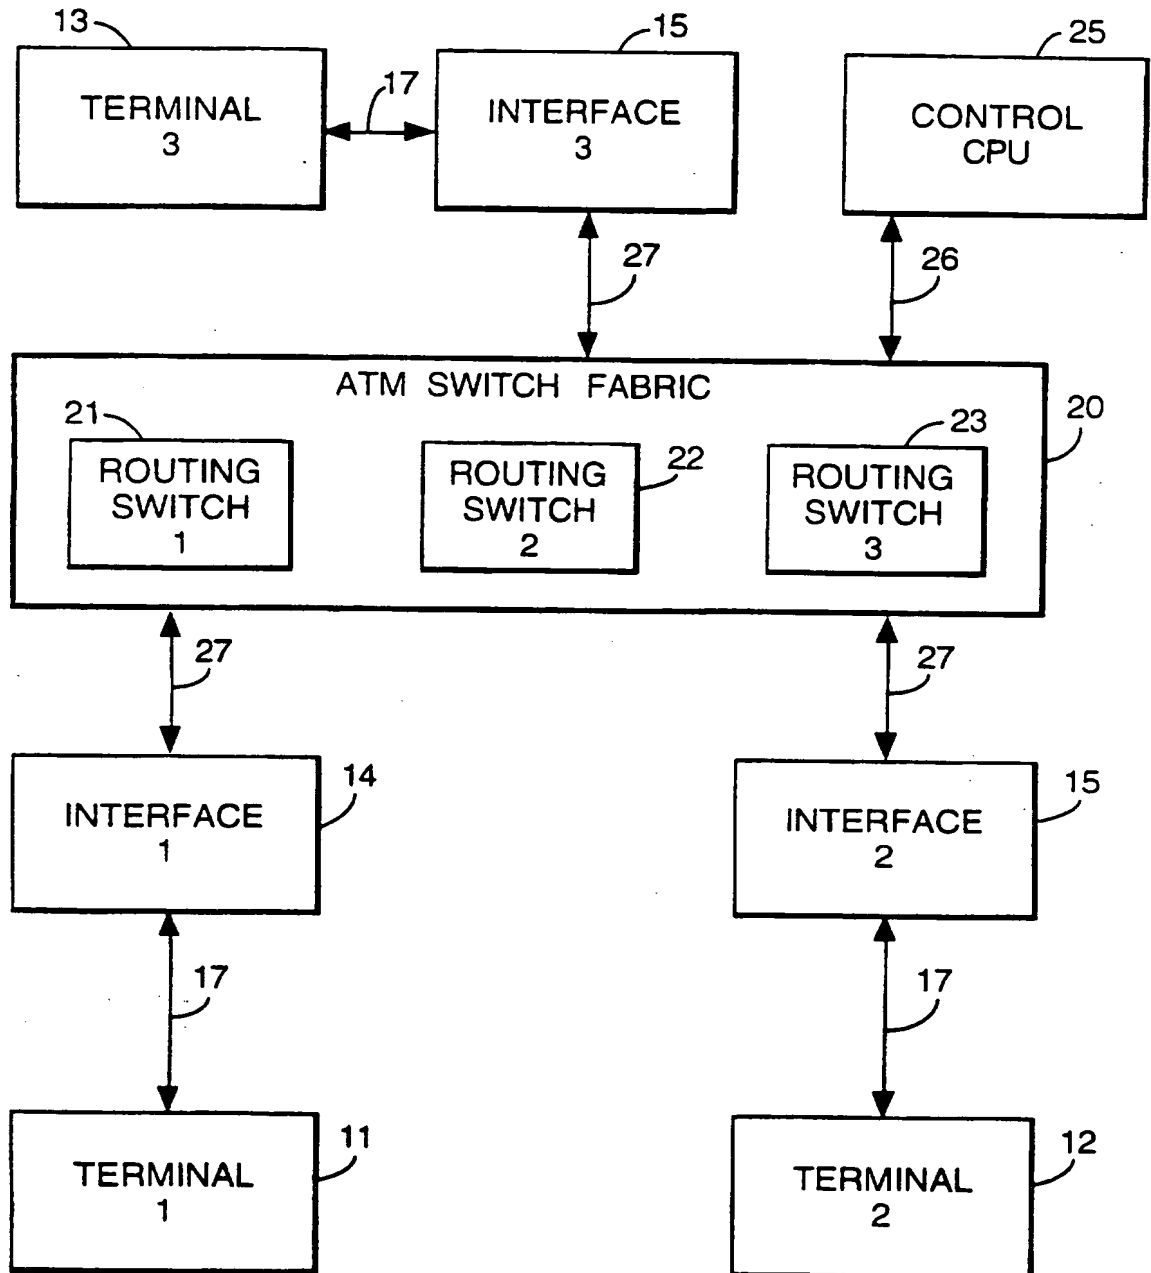 13
15
25
TERMINAL
3
17
INTERFACE
3
CONTROL
CPU
27
26
ATM SWITCH FABRIC
21
ROUTING
SWITCH
1
22
ROUTING
SWITCH
2
23
ROUTING
SWITCH
3
20
27
27
INTERFACE
1
14
INTERFACE
2
15
17
17
TERMINAL
1
11
TERMINAL
2
12